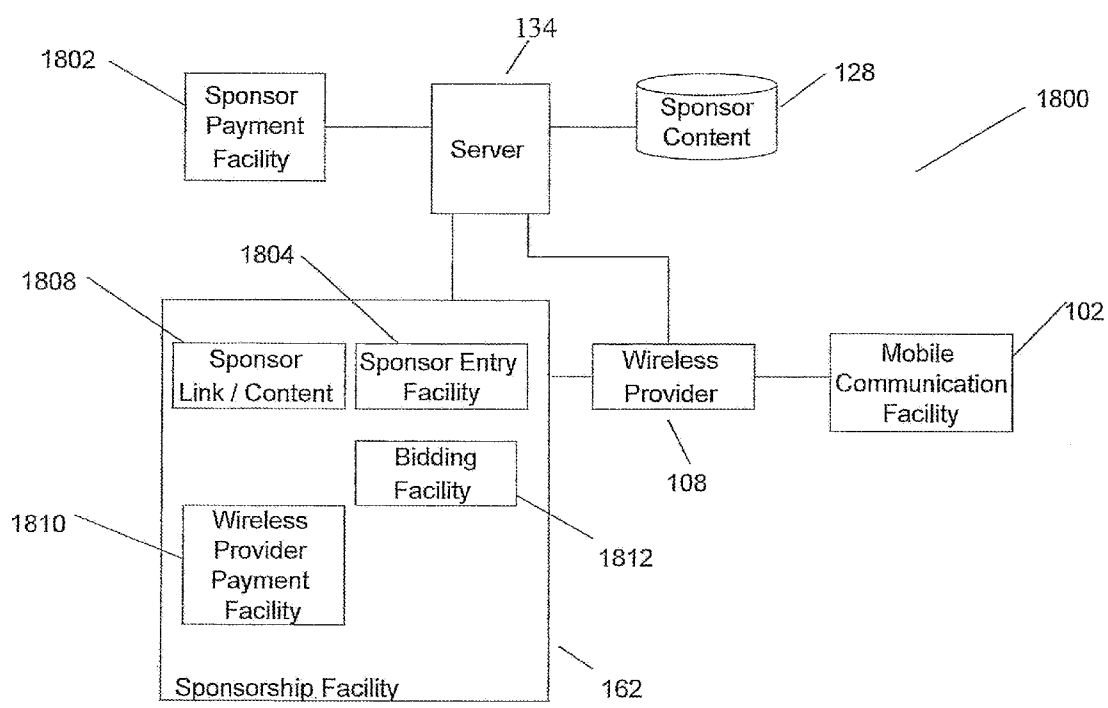 134
1802
128
1800
Sponsor
Payment
Facility
Server
Sponsor
Content
1804
1808
102
Sponsor
Link / Content
Sponsor Entry
Facility
Wireless
Provider
Mobile
Communication
Facility
Bidding
Facility
108
1810
Wireless
Provider
Payment
Facility
1812
Sponsorship Facility
162